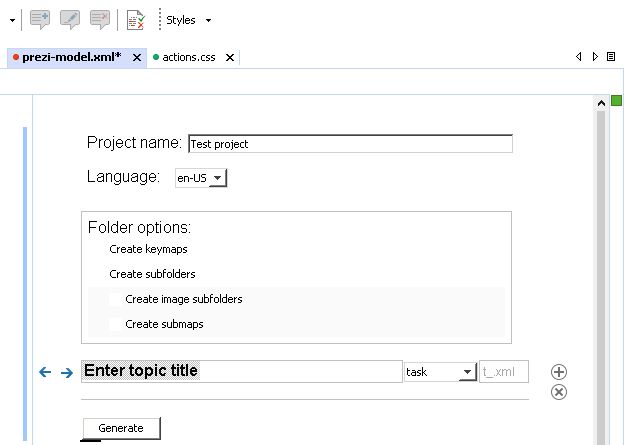 Styles
prezi-model.xml* actions.css
Project name: Test project
Language: en-US
Folder options:
Create keymaps
Create subfolders
Create image subfolders
Create submaps
Enter topic title task t_.xml
Generate